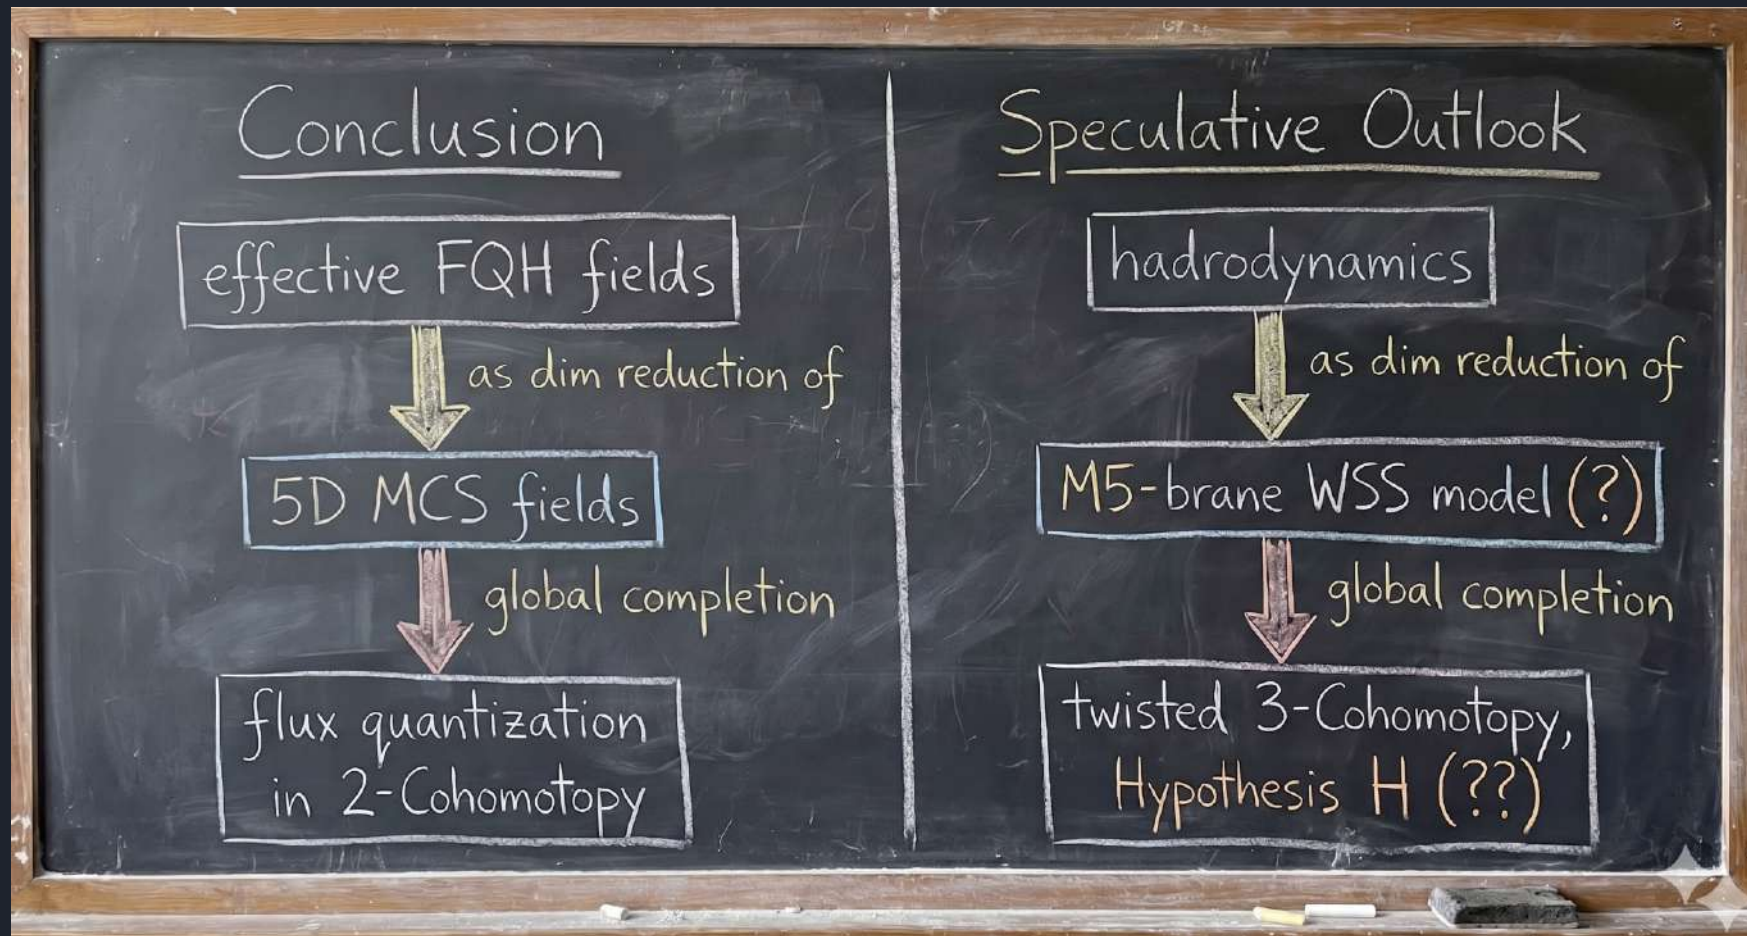 Conclusion
effective FQH fields
as dim reduction of
5D MCS fields
global completion
flux quantization
in 2-Cohomotopy
Speculative Outlook
hadrodynamics
as dim reduction of
M5-brane WSS model (?)
global completion
twisted 3-Cohomotopy,
Hypothesis H (??)